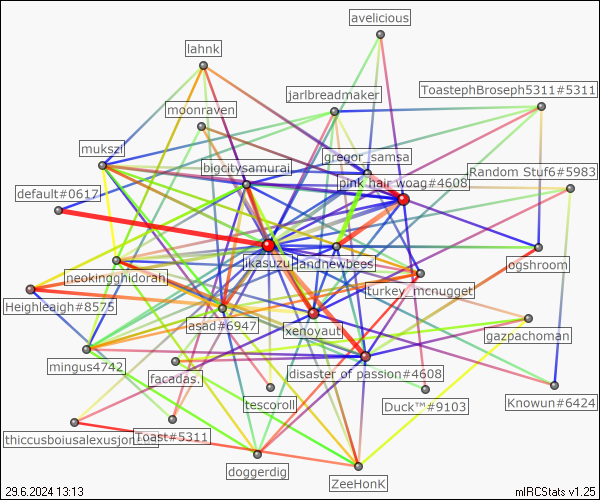 avelicious
lahnk
ToastephBroseph5311#5311
jarlbreadmaker
moonraven
mukszi
gregor_samsa
bigcitysamurai
Random Stuf6#5983
pink hair woag#4608
default#0617
jkasuzu
andnewbees
ogshroom
neokingghidorah
turkey_mcnugget
Heighleaigh#8575
asad#6947
xenoyaut
gazpachoman
mingus4742
disaster of passion#4608
facadas.
tescoroll
Duck™#9103
Knowun#6424
thiccusboiusalexusjones
Toast#5311
doggerdig
ZeeHonK
29.6.2024 13:13
mIRCStats v1.25